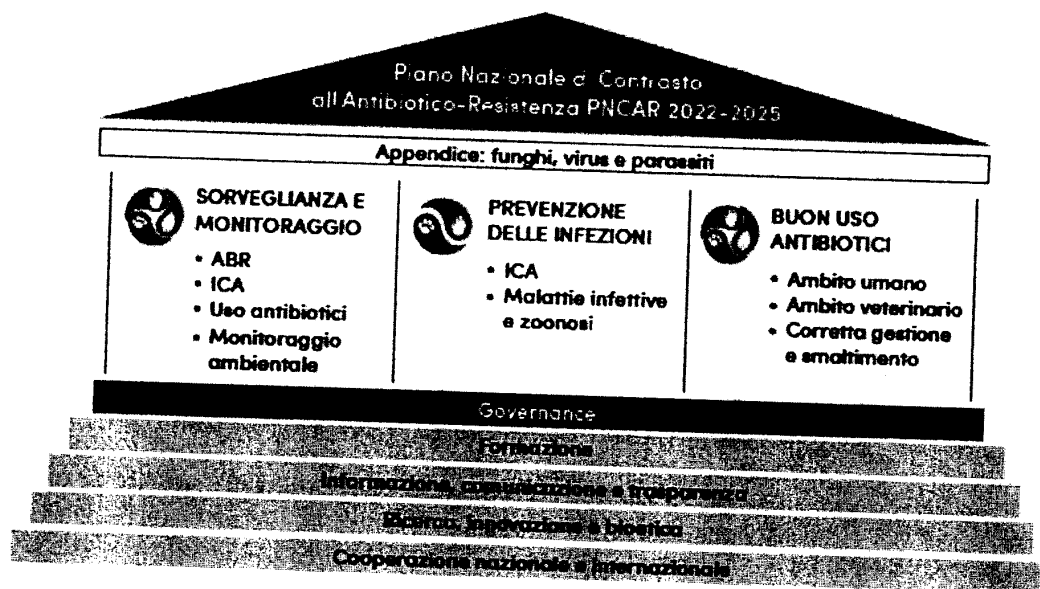 Piano Nazionale di Contrasto
all'Antibiotico-Resistenza PNCAR 2022-2025
Appendice: funghi, virus e parassiti
SORVEGLIANZA E
MONITORAGGIO
• ABR
• ICA
• Uso antibiotici
• Monitoraggio
ambientale
PREVENZIONE
DELLE INFEZIONI
• ICA
• Malattie infettive
e zoonosi
BUON USO
ANTIBIOTICI
• Ambito umano
• Ambito veterinario
• Corretta gestione
e smaltimento
Governance
Formazione
Informazione, comunicazione e trasparenza
Ricerca, innovazione e bioetica
Cooperazione nazionale e internazionale